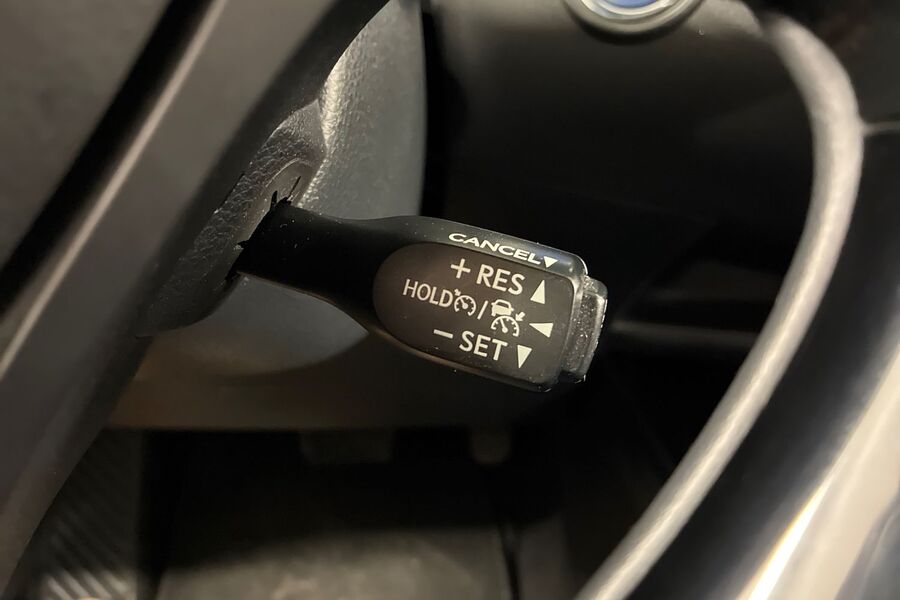 CANCEL▼
+ RES ▲
HOLD / ◀
− SET ▼